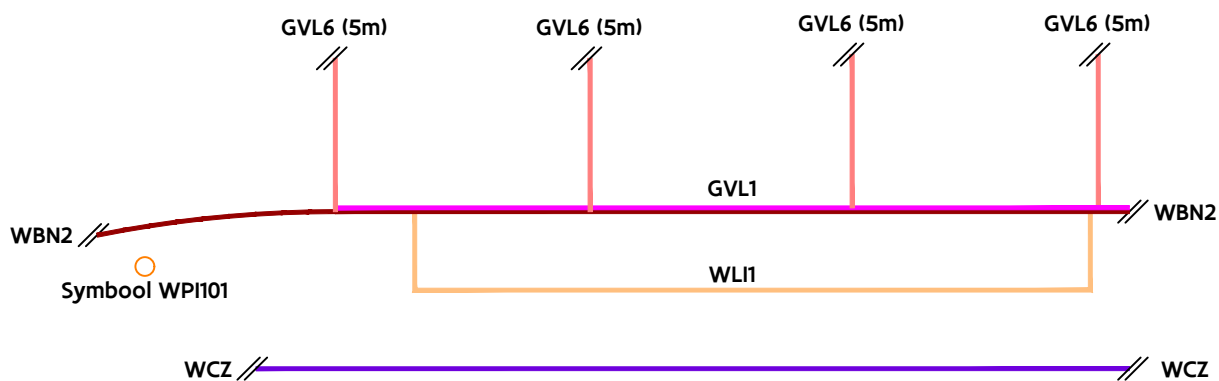 GVL6 (5m)
GVL6 (5m)
GVL6 (5m)
GVL6 (5m)
GVL1
WBN2
WBN2
WLI1
Symbool WPI101
WCZ
WCZ